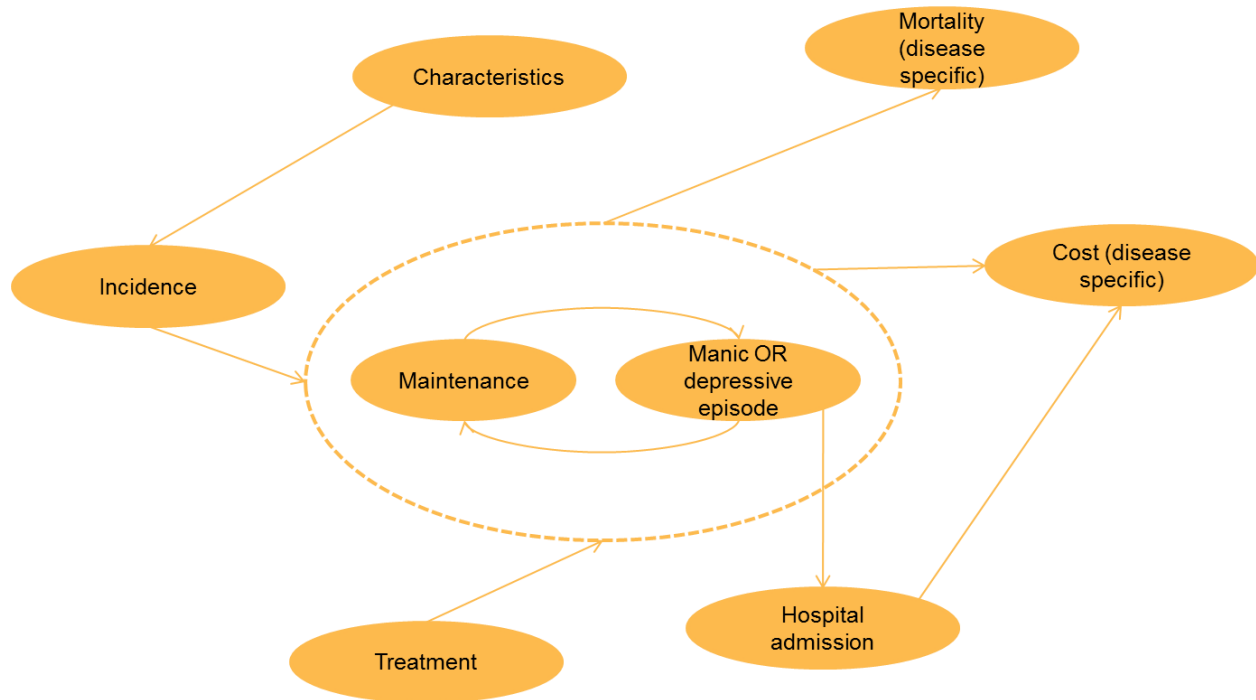 Mortality
(disease
specific)
Characteristics
Cost (disease
specific)
Incidence
Maintenance
Manic OR
depressive
episode
Hospital
admission
Treatment